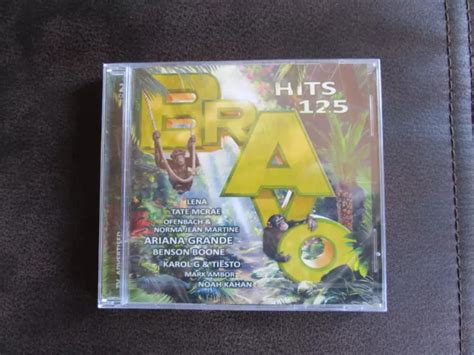 BRAVO
HITS
125
LENA
TATE MCRAE
OFENBACH &
NORMA JEAN MARTINE
ARIANA GRANDE
BENSON BOONE
KAROL G & TIËSTO
MARK AMBOR
NOAH KAHAN